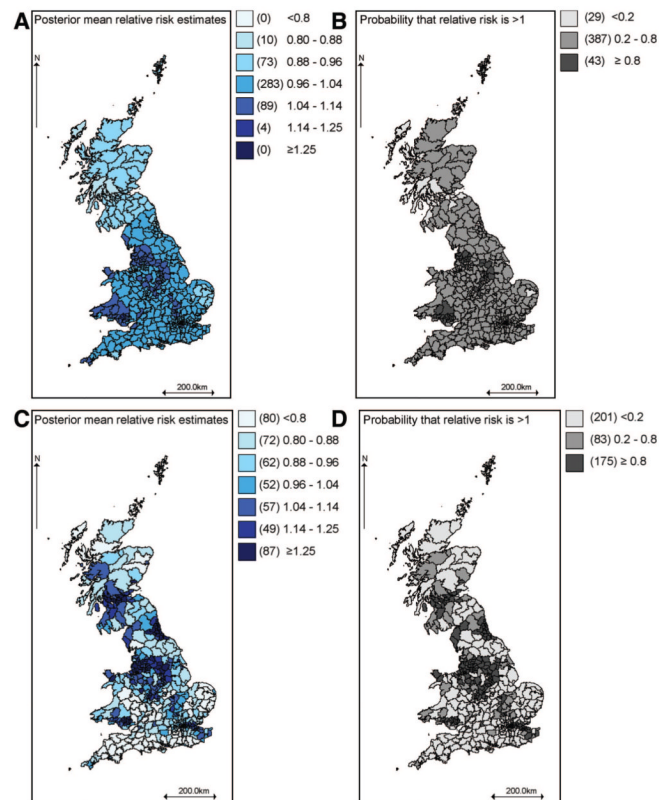 A Posterior mean relative risk estimates
N
200.0km
(0) <0.8
(10) 0.80 - 0.88
(73) 0.88 - 0.96
(283) 0.96 - 1.04
(89) 1.04 - 1.14
(4) 1.14 - 1.25
(0) ≥1.25
B Probability that relative risk is >1
N
200.0km
(29) <0.2
(387) 0.2 - 0.8
(43) ≥ 0.8
C Posterior mean relative risk estimates
N
200.0km
(80) <0.8
(72) 0.80 - 0.88
(62) 0.88 - 0.96
(52) 0.96 - 1.04
(57) 1.04 - 1.14
(49) 1.14 - 1.25
(87) ≥1.25
D Probability that relative risk is >1
N
200.0km
(201) <0.2
(83) 0.2 - 0.8
(175) ≥ 0.8